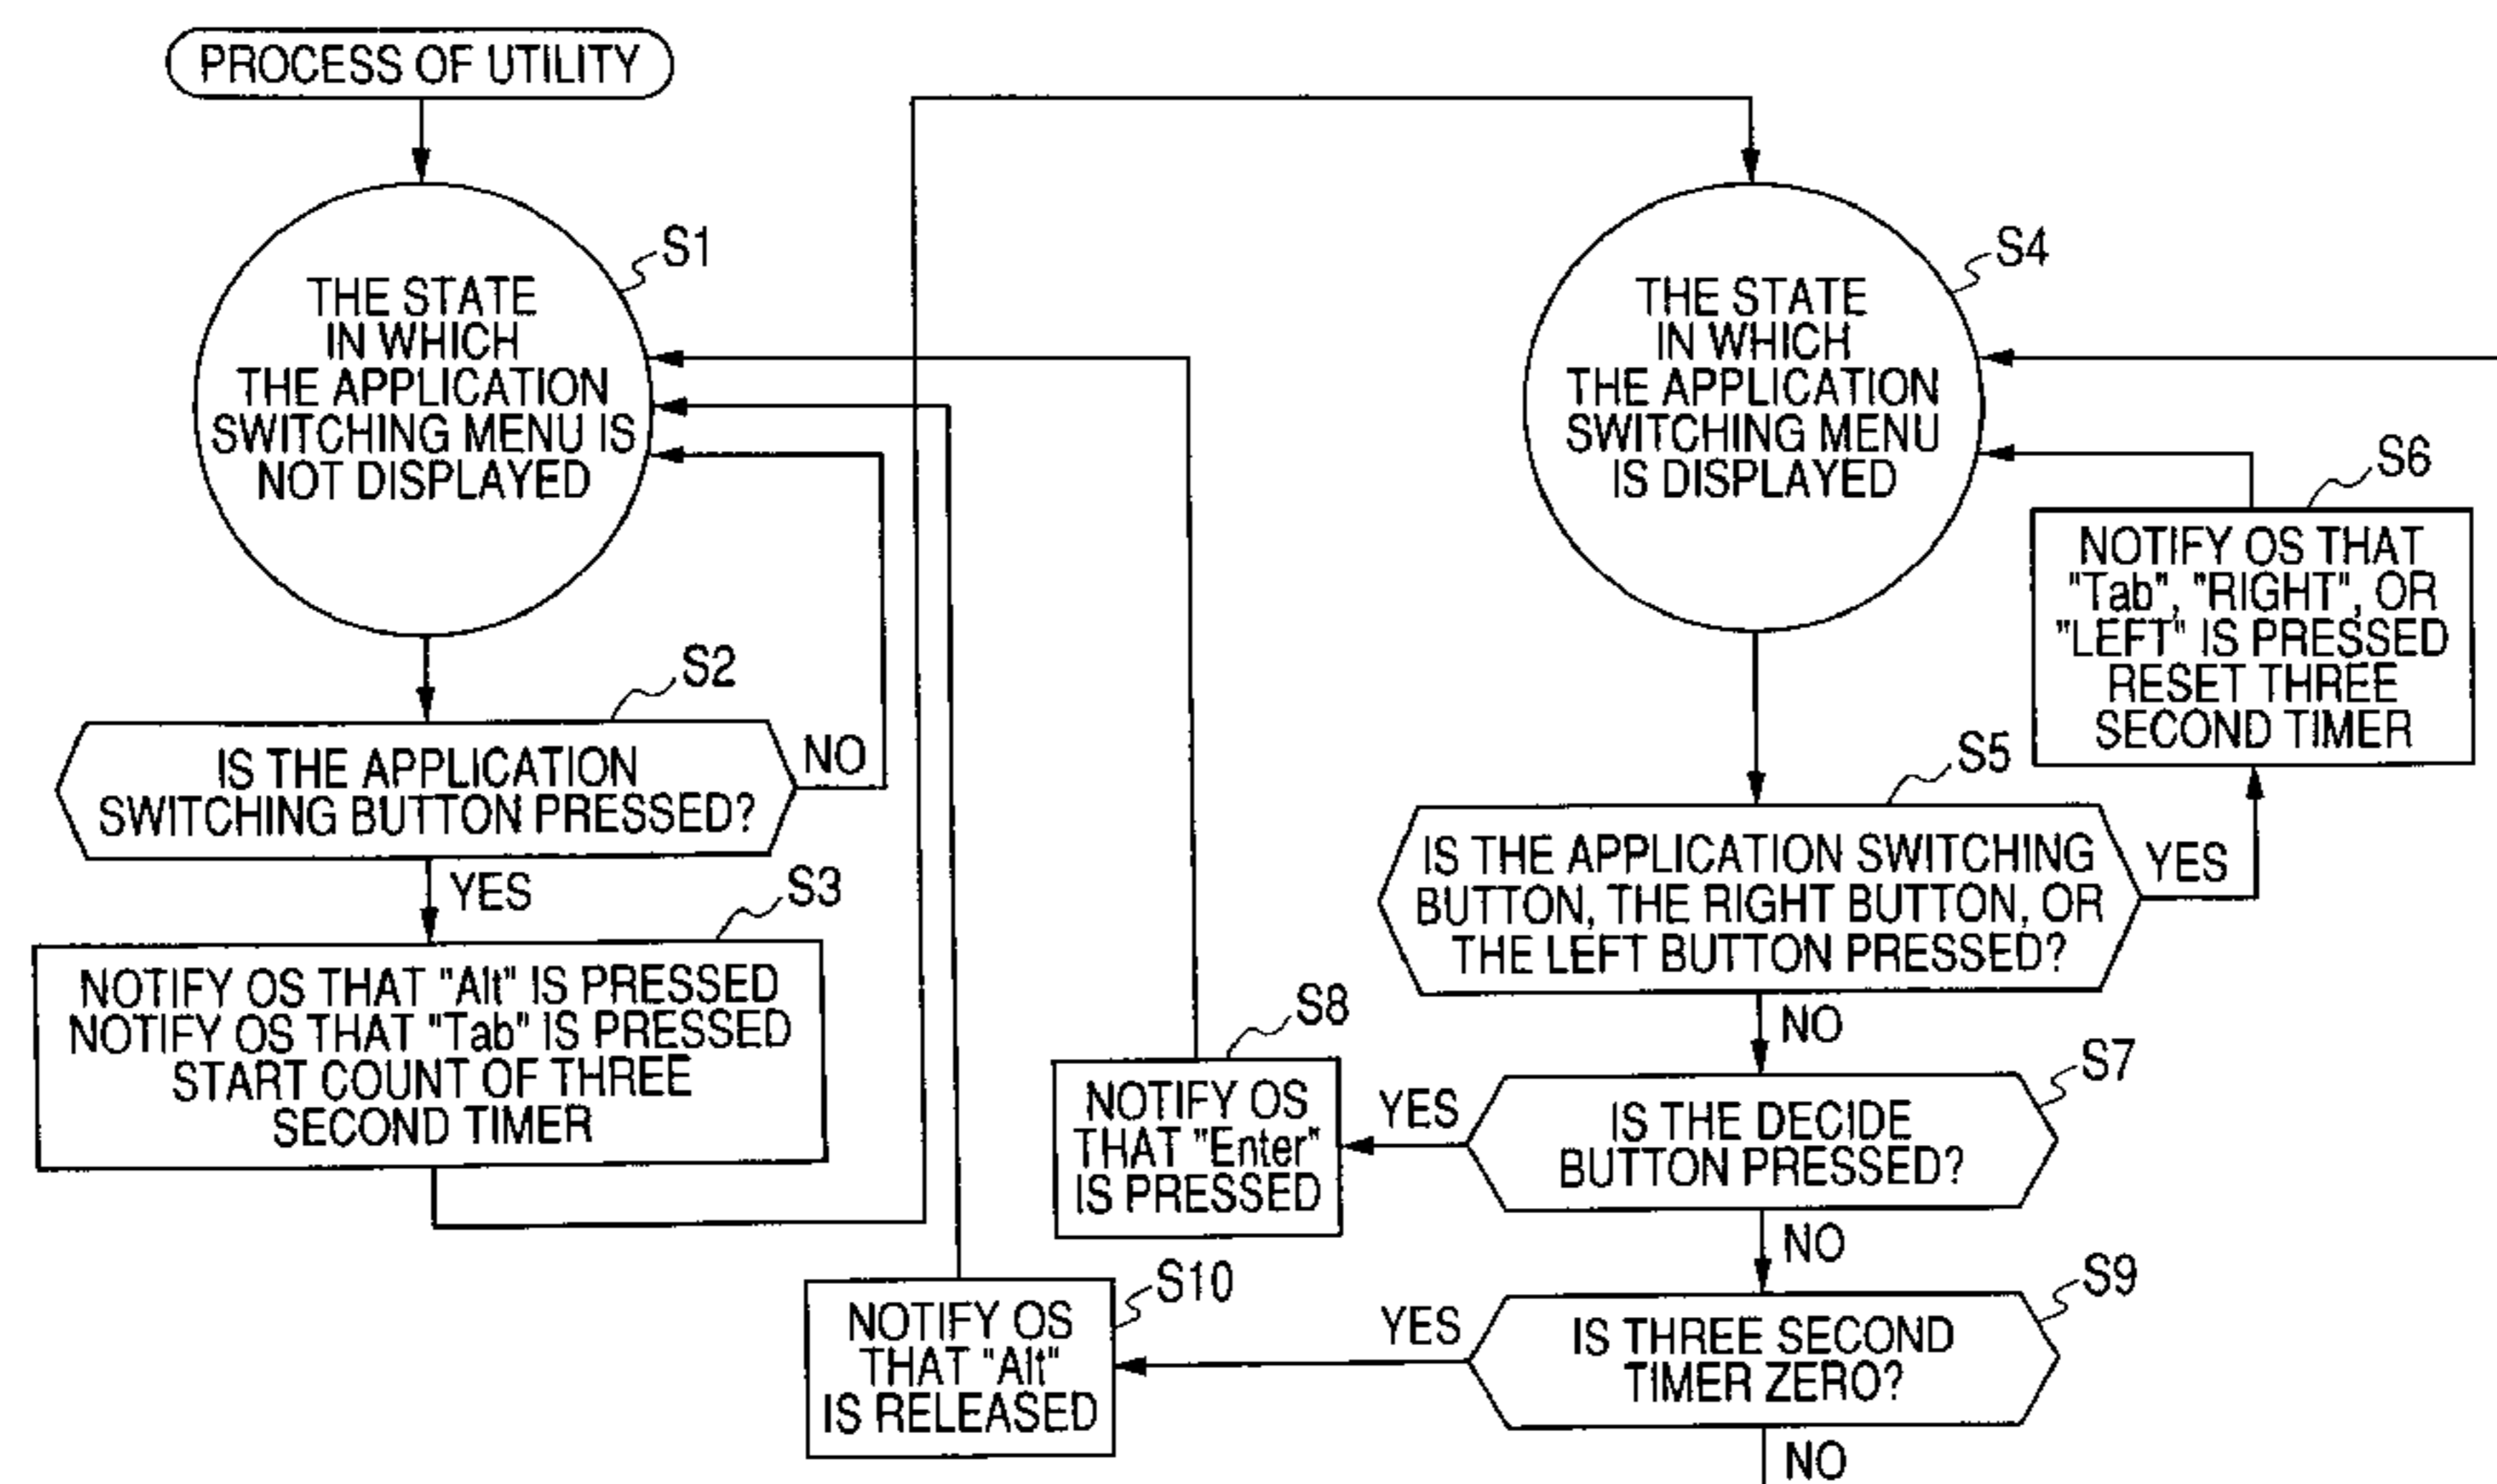 PROCESS OF UTILITY
S1
THE STATE
IN WHICH
THE APPLICATION
SWITCHING MENU IS
NOT DISPLAYED
S2
IS THE APPLICATION
SWITCHING BUTTON PRESSED?
NO
YES
S3
NOTIFY OS THAT "Alt" IS PRESSED
NOTIFY OS THAT "Tab" IS PRESSED
START COUNT OF THREE
SECOND TIMER
S4
THE STATE
IN WHICH
THE APPLICATION
SWITCHING MENU
IS DISPLAYED
S6
NOTIFY OS THAT
"Tab", "RIGHT", OR
"LEFT" IS PRESSED
RESET THREE
SECOND TIMER
S5
IS THE APPLICATION SWITCHING
BUTTON, THE RIGHT BUTTON, OR
THE LEFT BUTTON PRESSED?
YES
NO
S7
IS THE DECIDE
BUTTON PRESSED?
YES
S8
NOTIFY OS
THAT "Enter"
IS PRESSED
NO
S9
IS THREE SECOND
TIMER ZERO?
YES
S10
NOTIFY OS
THAT "Alt"
IS RELEASED
NO